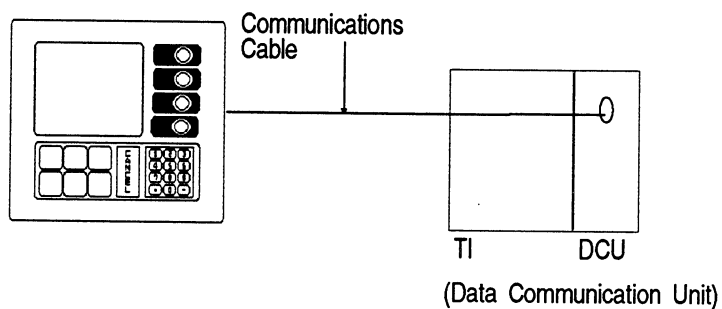 Communications
Cable
TI
DCU
(Data Communication Unit)